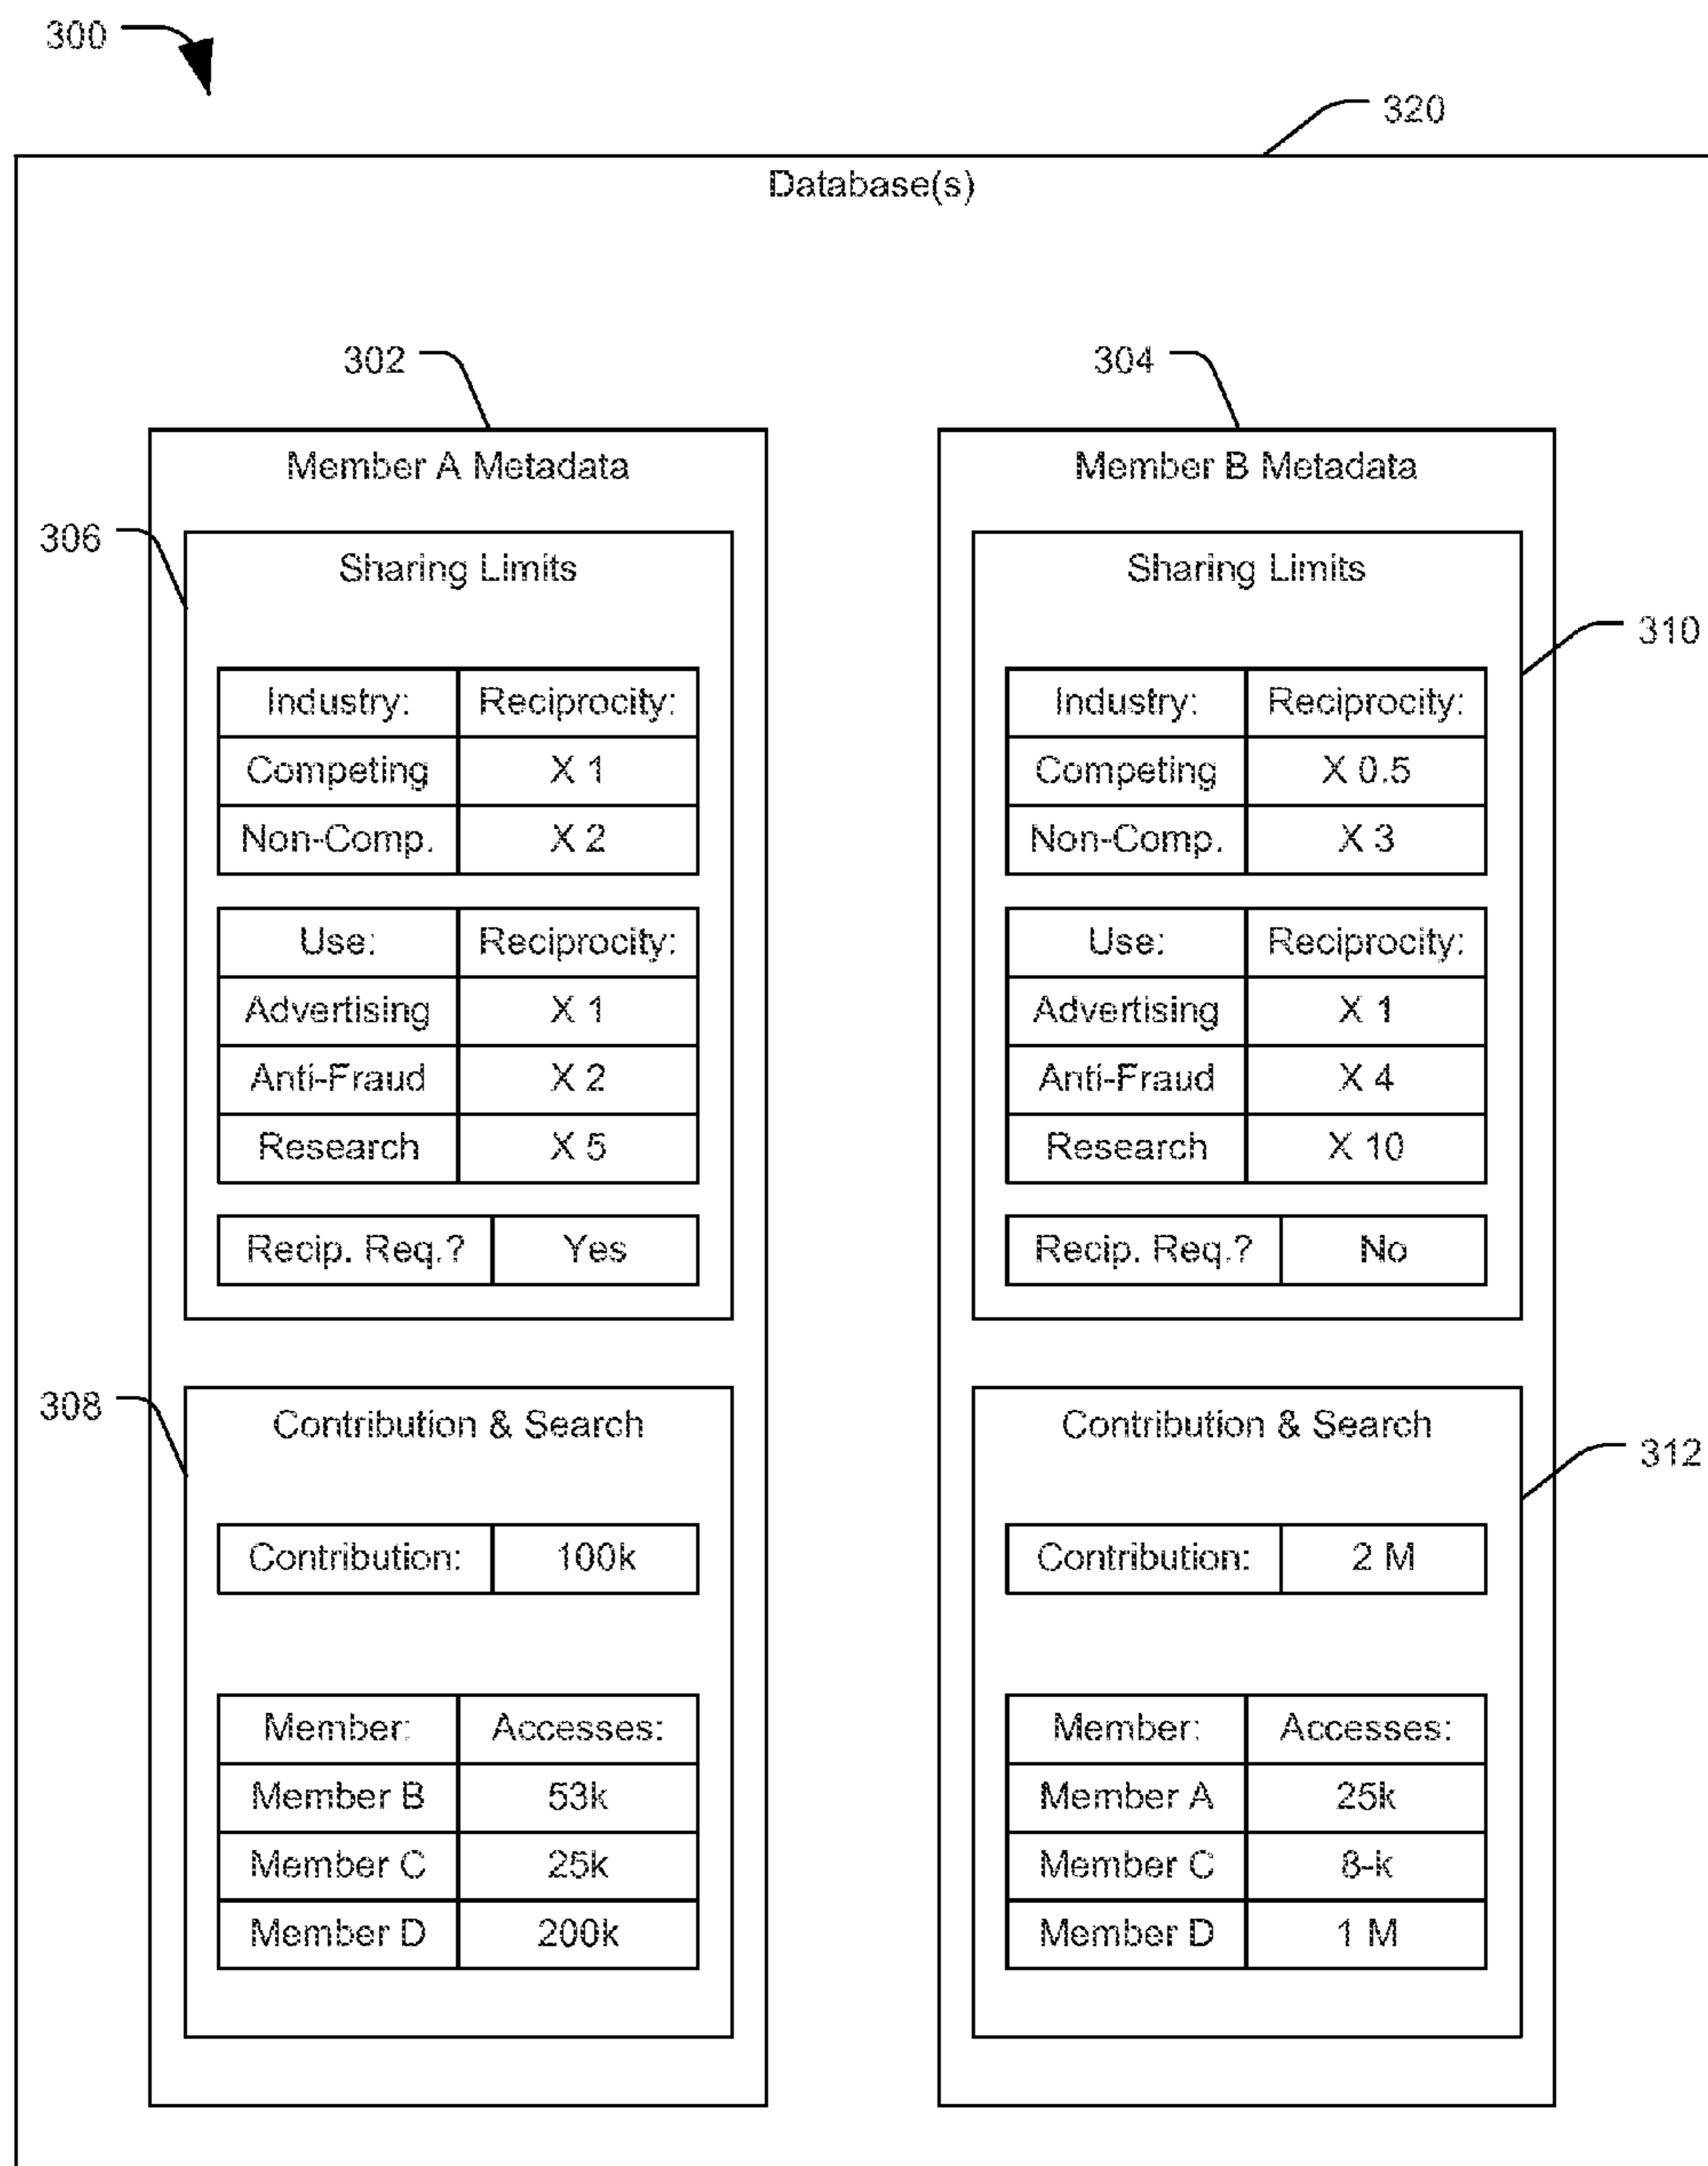 300
320
Database(s)
302
304
Member A Metadata
Member B Metadata
306
Sharing Limits
Sharing Limits
310
Industry: Reciprocity:
Competing X 1
Non-Comp. X 2
Industry: Reciprocity:
Competing X 0.5
Non-Comp. X 3
Use: Reciprocity:
Advertising X 1
Anti-Fraud X 2
Research X 5
Use: Reciprocity:
Advertising X 1
Anti-Fraud X 4
Research X 10
Recip. Req.? Yes
Recip. Req.? No
308
Contribution & Search
Contribution & Search
312
Contribution: 100k
Contribution: 2 M
Member: Accesses:
Member B 53k
Member C 25k
Member D 200k
Member: Accesses:
Member A 25k
Member C 8-k
Member D 1 M